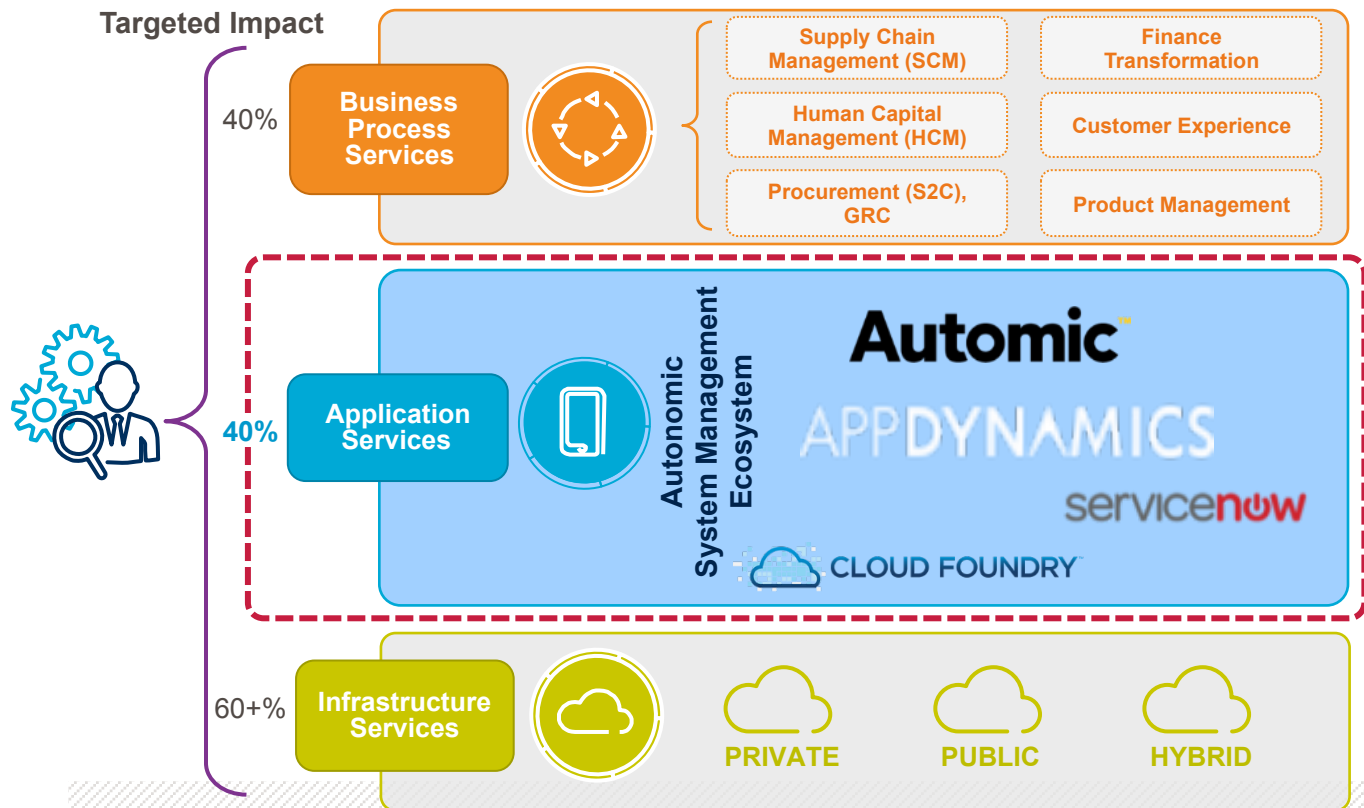 Targeted Impact
40%
Business
Process
Services
Supply Chain
Management (SCM)
Finance
Transformation
Human Capital
Management (HCM)
Customer Experience
Procurement (S2C),
GRC
Product Management
40%
Application
Services
Autonomic
System Management
Ecosystem
Automic™
APPDYNAMICS
servicenow
CLOUD FOUNDRY™
60+%
Infrastructure
Services
PRIVATE
PUBLIC
HYBRID